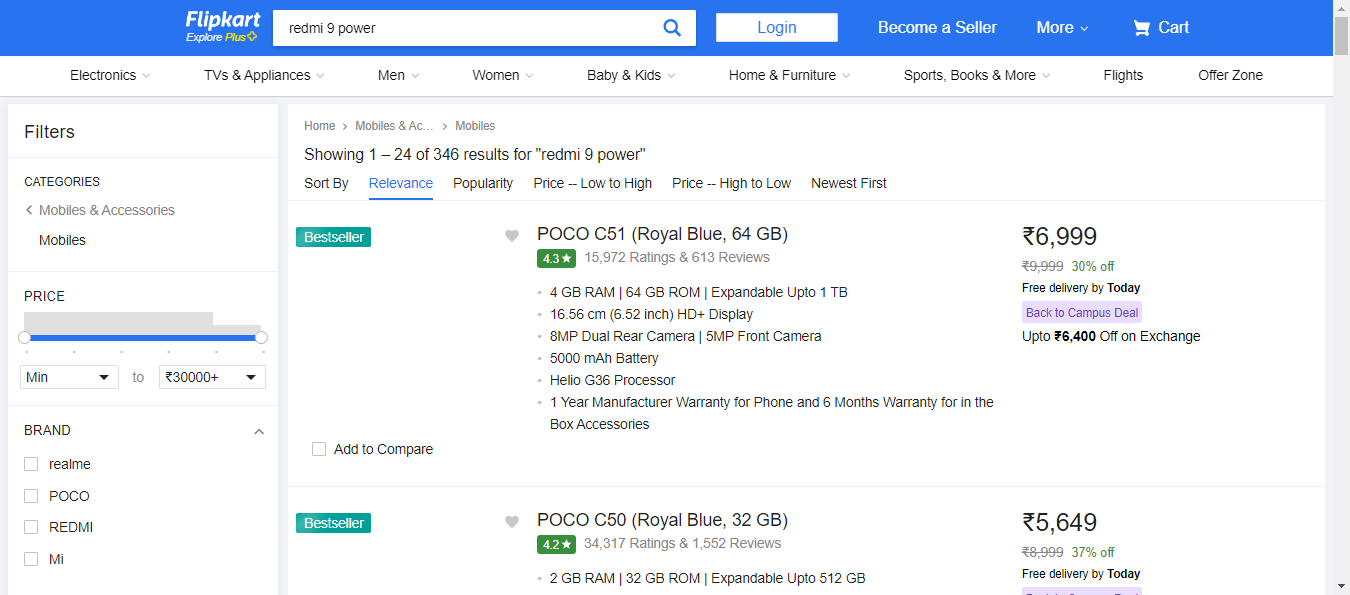 Flipkart
Explore Plus
redmi 9 power
Login
Become a Seller
More
Cart
Electronics
TVs & Appliances
Men
Women
Baby & Kids
Home & Furniture
Sports, Books & More
Flights
Offer Zone
Filters
CATEGORIES
Mobiles & Accessories
Mobiles
PRICE
Min
to
₹30000+
BRAND
realme
POCO
REDMI
Mi
Home
Mobiles & Ac...
Mobiles
Showing 1 – 24 of 346 results for "redmi 9 power"
Sort By
Relevance
Popularity
Price -- Low to High
Price -- High to Low
Newest First
Bestseller
POCO C51 (Royal Blue, 64 GB)
4.3 ★ 15,972 Ratings & 613 Reviews
4 GB RAM | 64 GB ROM | Expandable Upto 1 TB
16.56 cm (6.52 inch) HD+ Display
8MP Dual Rear Camera | 5MP Front Camera
5000 mAh Battery
Helio G36 Processor
1 Year Manufacturer Warranty for Phone and 6 Months Warranty for in the
Box Accessories
Add to Compare
₹6,999
₹9,999 30% off
Free delivery by Today
Back to Campus Deal
Upto ₹6,400 Off on Exchange
Bestseller
POCO C50 (Royal Blue, 32 GB)
4.2 ★ 34,317 Ratings & 1,552 Reviews
2 GB RAM | 32 GB ROM | Expandable Upto 512 GB
₹5,649
₹8,999 37% off
Free delivery by Today